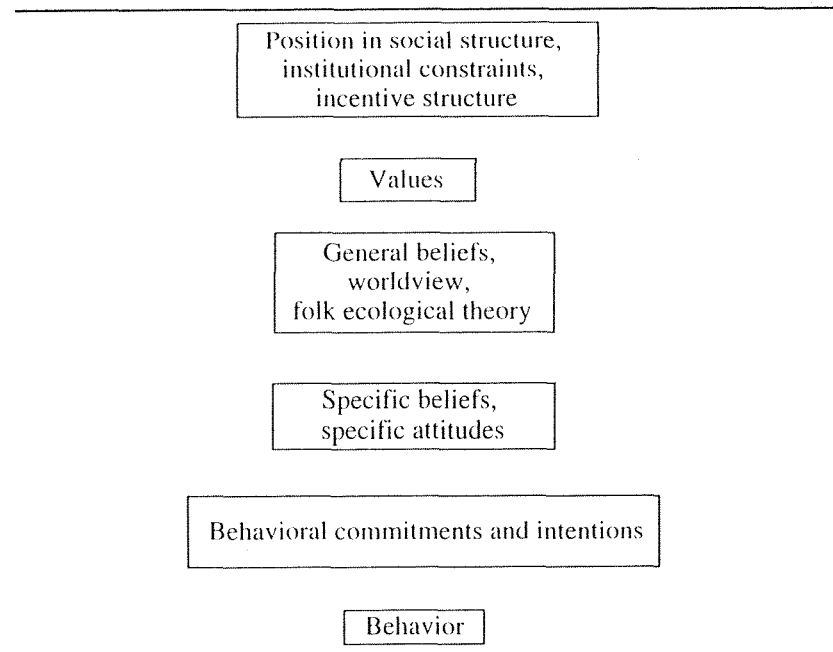 Position in social structure,
institutional constraints,
incentive structure
Values
General beliefs,
worldview,
folk ecological theory
Specific beliefs,
specific attitudes
Behavioral commitments and intentions
Behavior